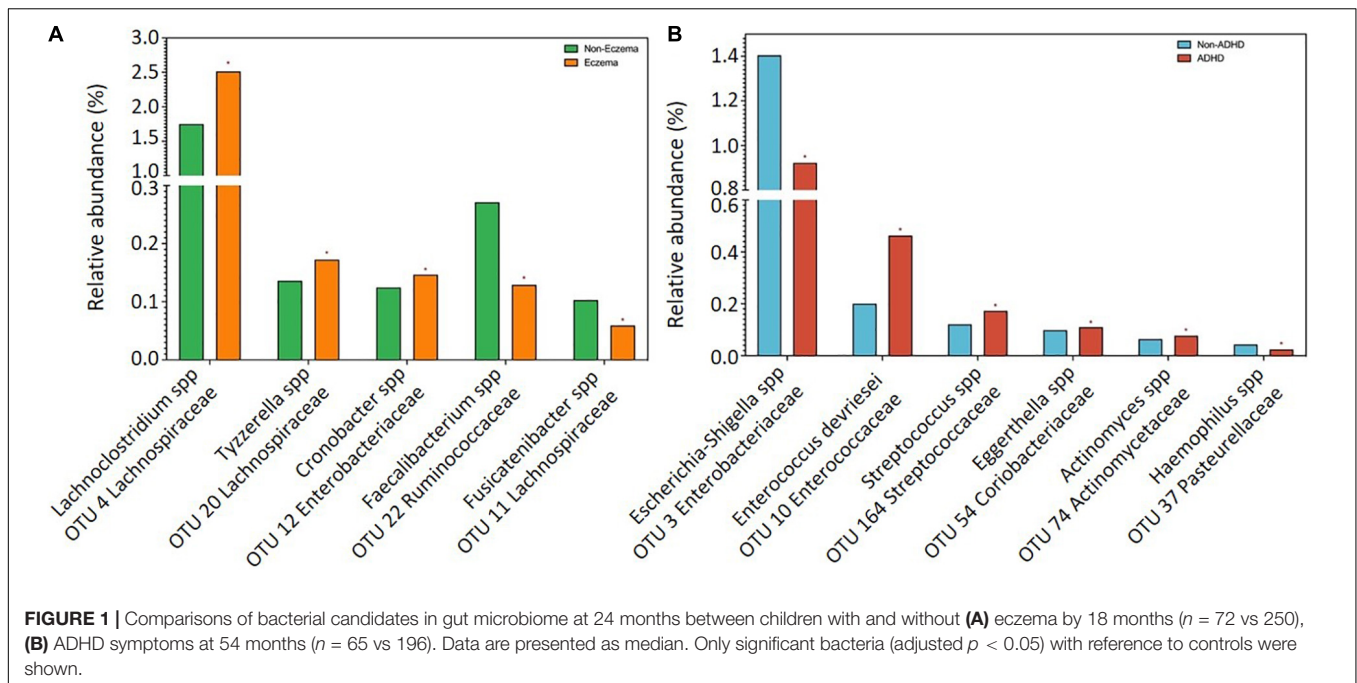 A
3.0
2.5
2.0
1.5
1.0
0.3
0.2
0.1
0.0
Relative abundance (%)
Non-Eczema
Eczema
*
*
*
*
*
Lachnoclostridium spp
OTU 4 Lachnospiraceae
Tyzzerella spp
OTU 20 Lachnospiraceae
Cronobacter spp
OTU 12 Enterobacteriaceae
Faecalibacterium spp
OTU 22 Ruminoccaceae
Fusicatenibacter spp
OTU 11 Lachnospiraceae
B
1.4
1.2
1.0
0.8
0.6
0.4
0.2
0.0
Relative abundance (%)
Non-ADHD
ADHD
*
*
*
*
*
*
Escherichia-Shigella spp
OTU 3 Enterobacteriaceae
Enterococcus devriesei
OTU 10 Enteroccaceae
Streptococcus spp
OTU 164 Streptoccaceae
Eggerthella spp
OTU 54 Coriobacteriaceae
Actinomyces spp
OTU 74 Actinomycetaceae
Haemophilus spp
OTU 37 Pasteurellaceae
FIGURE 1 | Comparisons of bacterial candidates in gut microbiome at 24 months between children with and without (A) eczema by 18 months (n = 72 vs 250),
(B) ADHD symptoms at 54 months (n = 65 vs 196). Data are presented as median. Only significant bacteria (adjusted p < 0.05) with reference to controls were
shown.